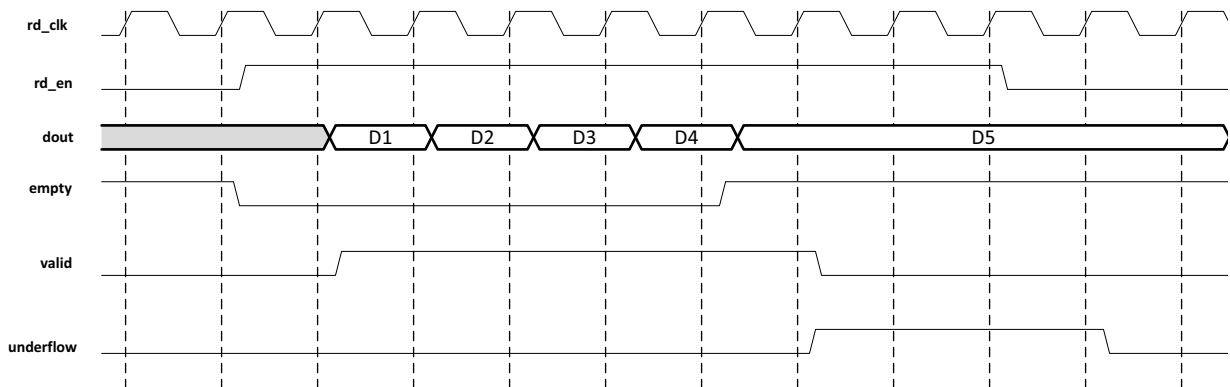 rd_clk
rd_en
dout D1 D2 D3 D4 D5
empty
valid
underflow